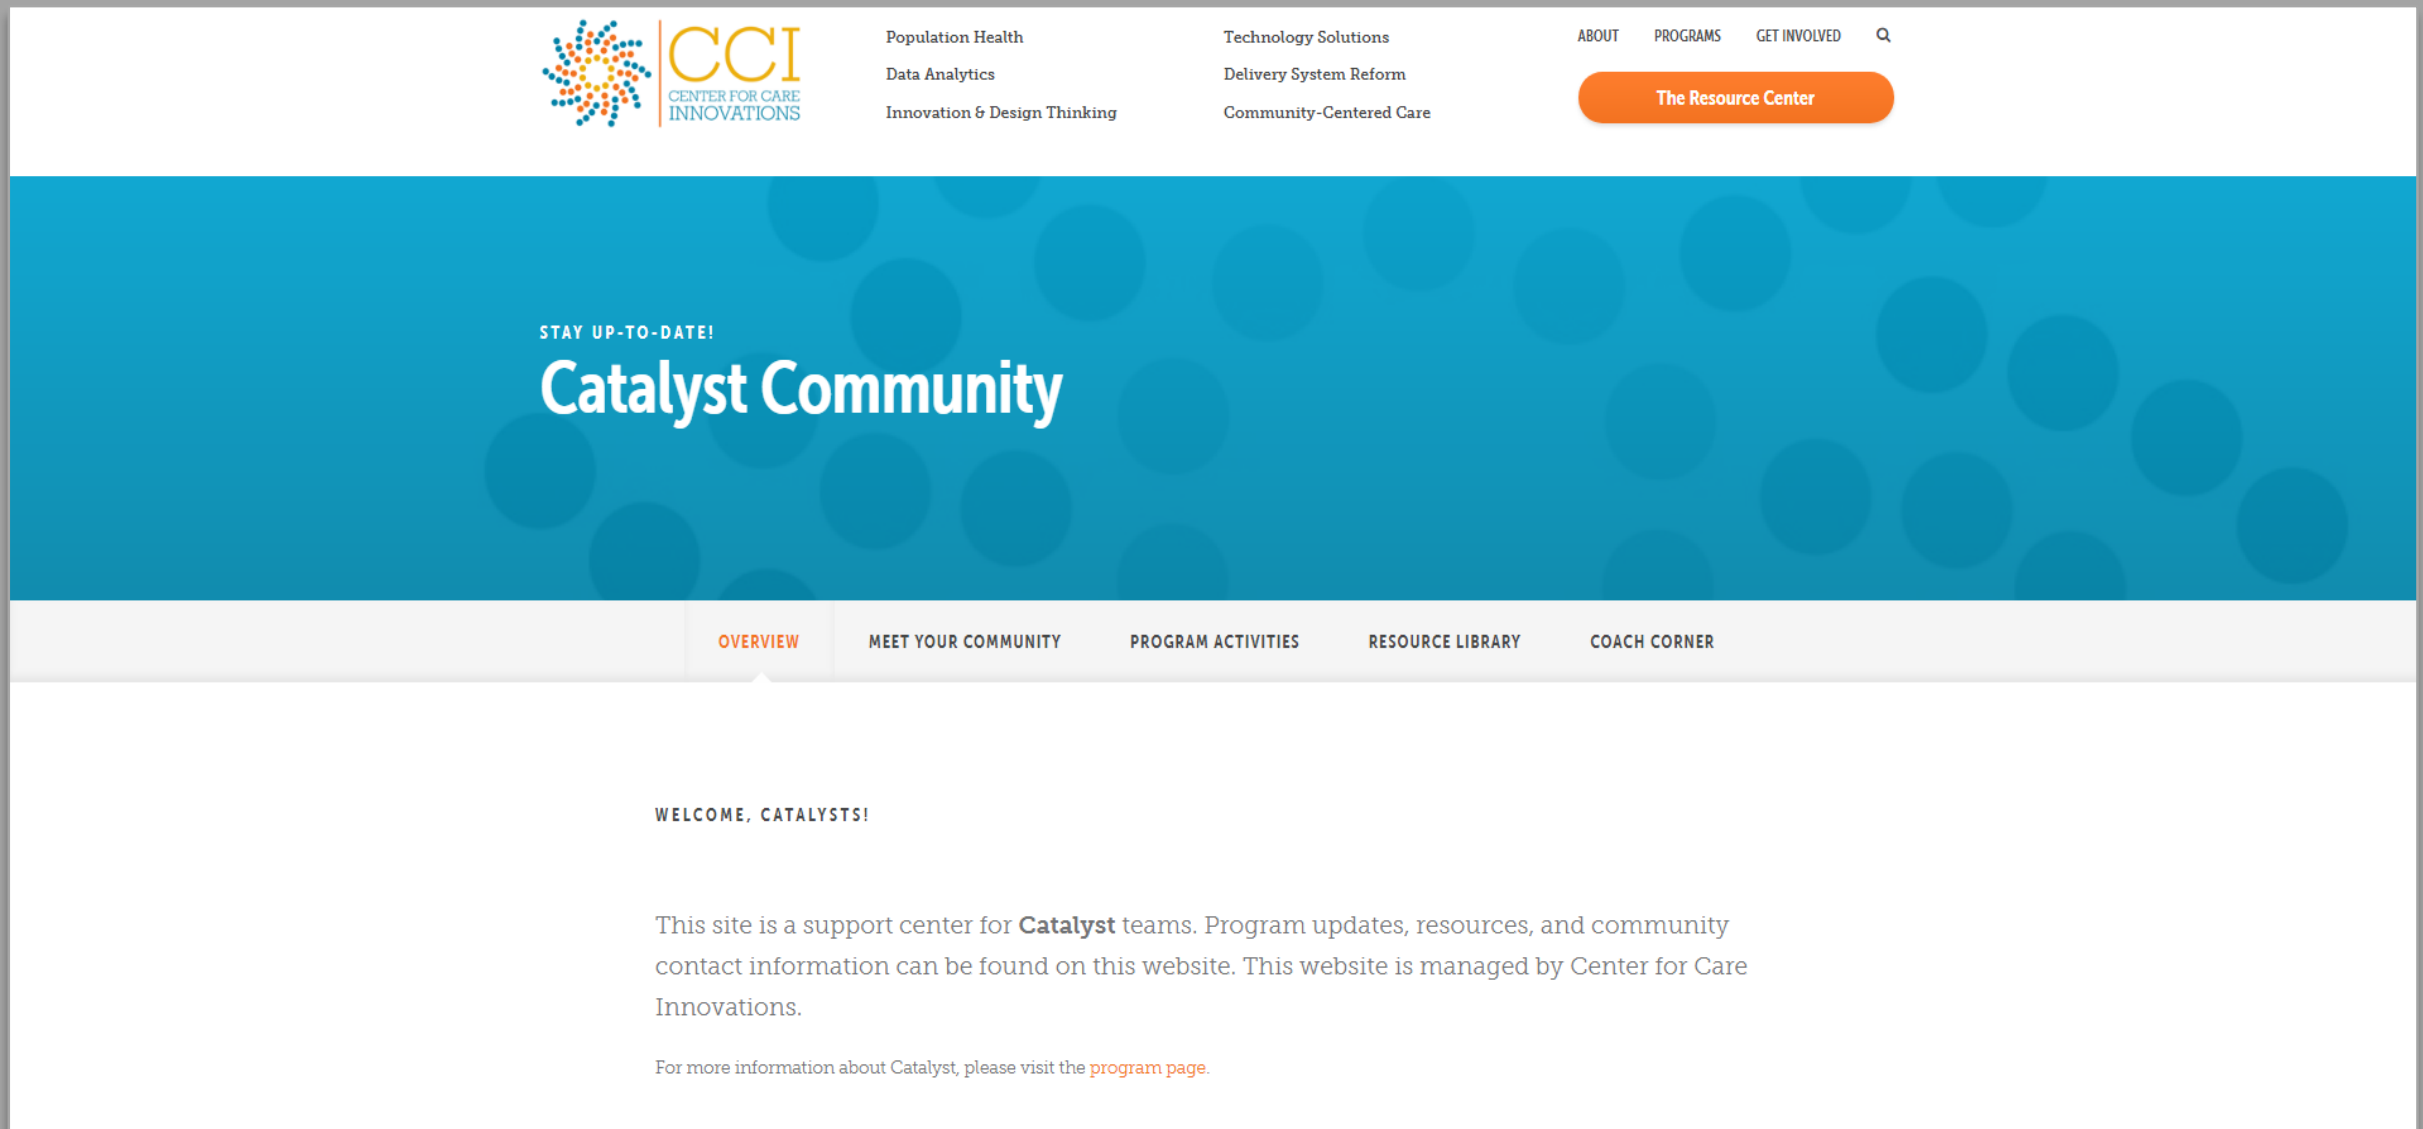 CCI
CENTER FOR CARE
INNOVATIONS
Population Health
Data Analytics
Innovation & Design Thinking
Technology Solutions
Delivery System Reform
Community-Centered Care
ABOUT PROGRAMS GET INVOLVED
The Resource Center
STAY UP-TO-DATE!
Catalyst Community
OVERVIEW MEET YOUR COMMUNITY PROGRAM ACTIVITIES RESOURCE LIBRARY COACH CORNER
WELCOME, CATALYSTS!
This site is a support center for Catalyst teams. Program updates, resources, and community
contact information can be found on this website. This website is managed by Center for Care
Innovations.
For more information about Catalyst, please visit the program page.